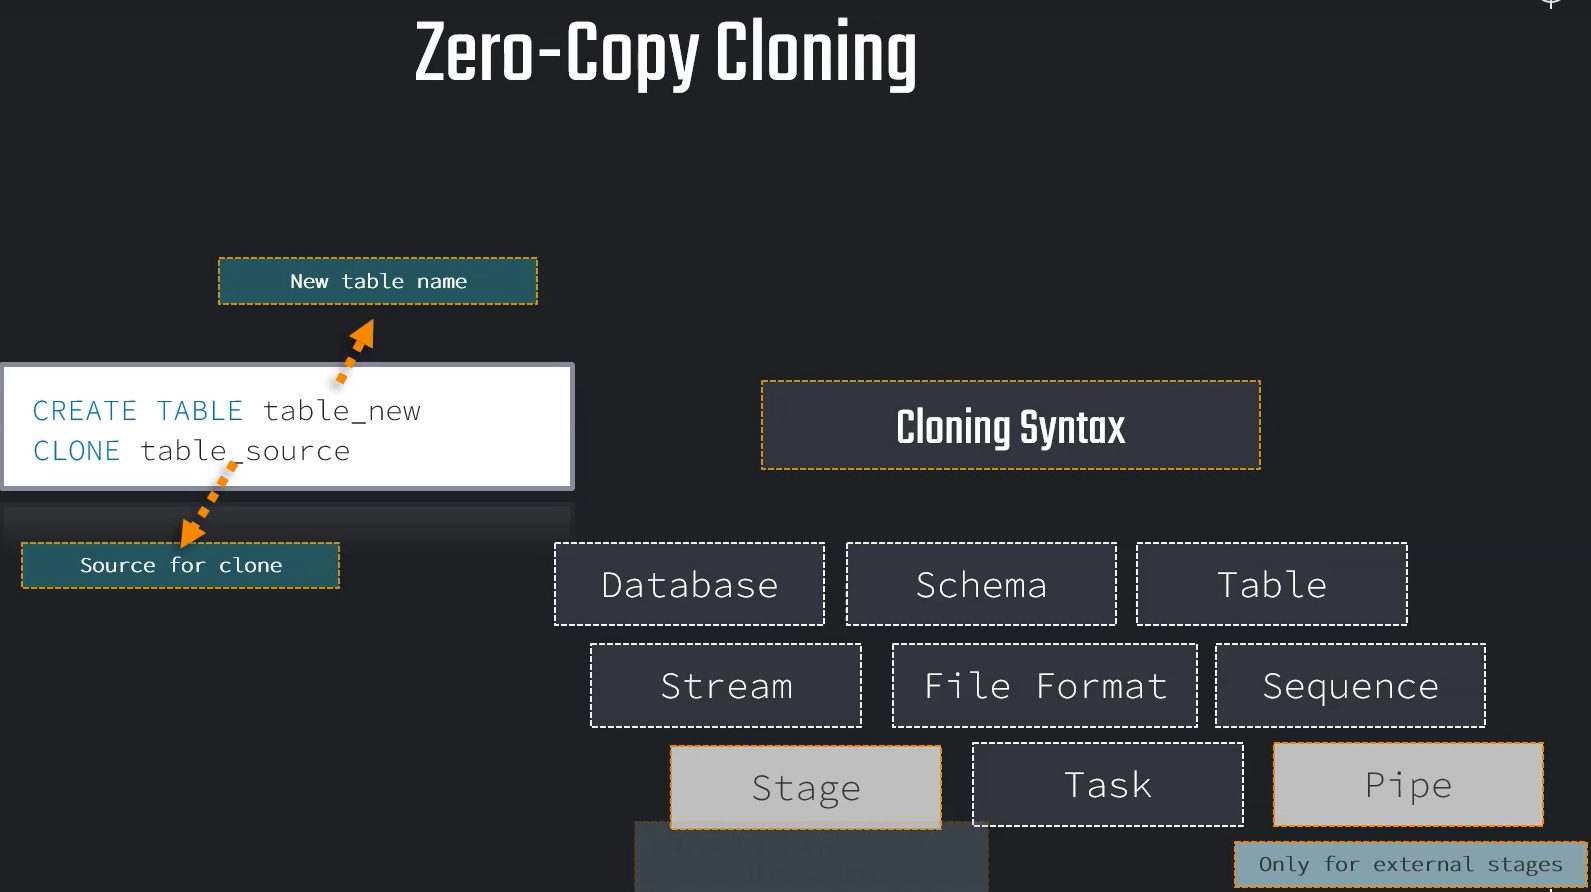 Zero-Copy Cloning
New table name
CREATE TABLE table_new
CLONE table_source
Source for clone
Cloning Syntax
Database
Schema
Table
Stream
File Format
Sequence
Stage
Task
Pipe
Only for external stages